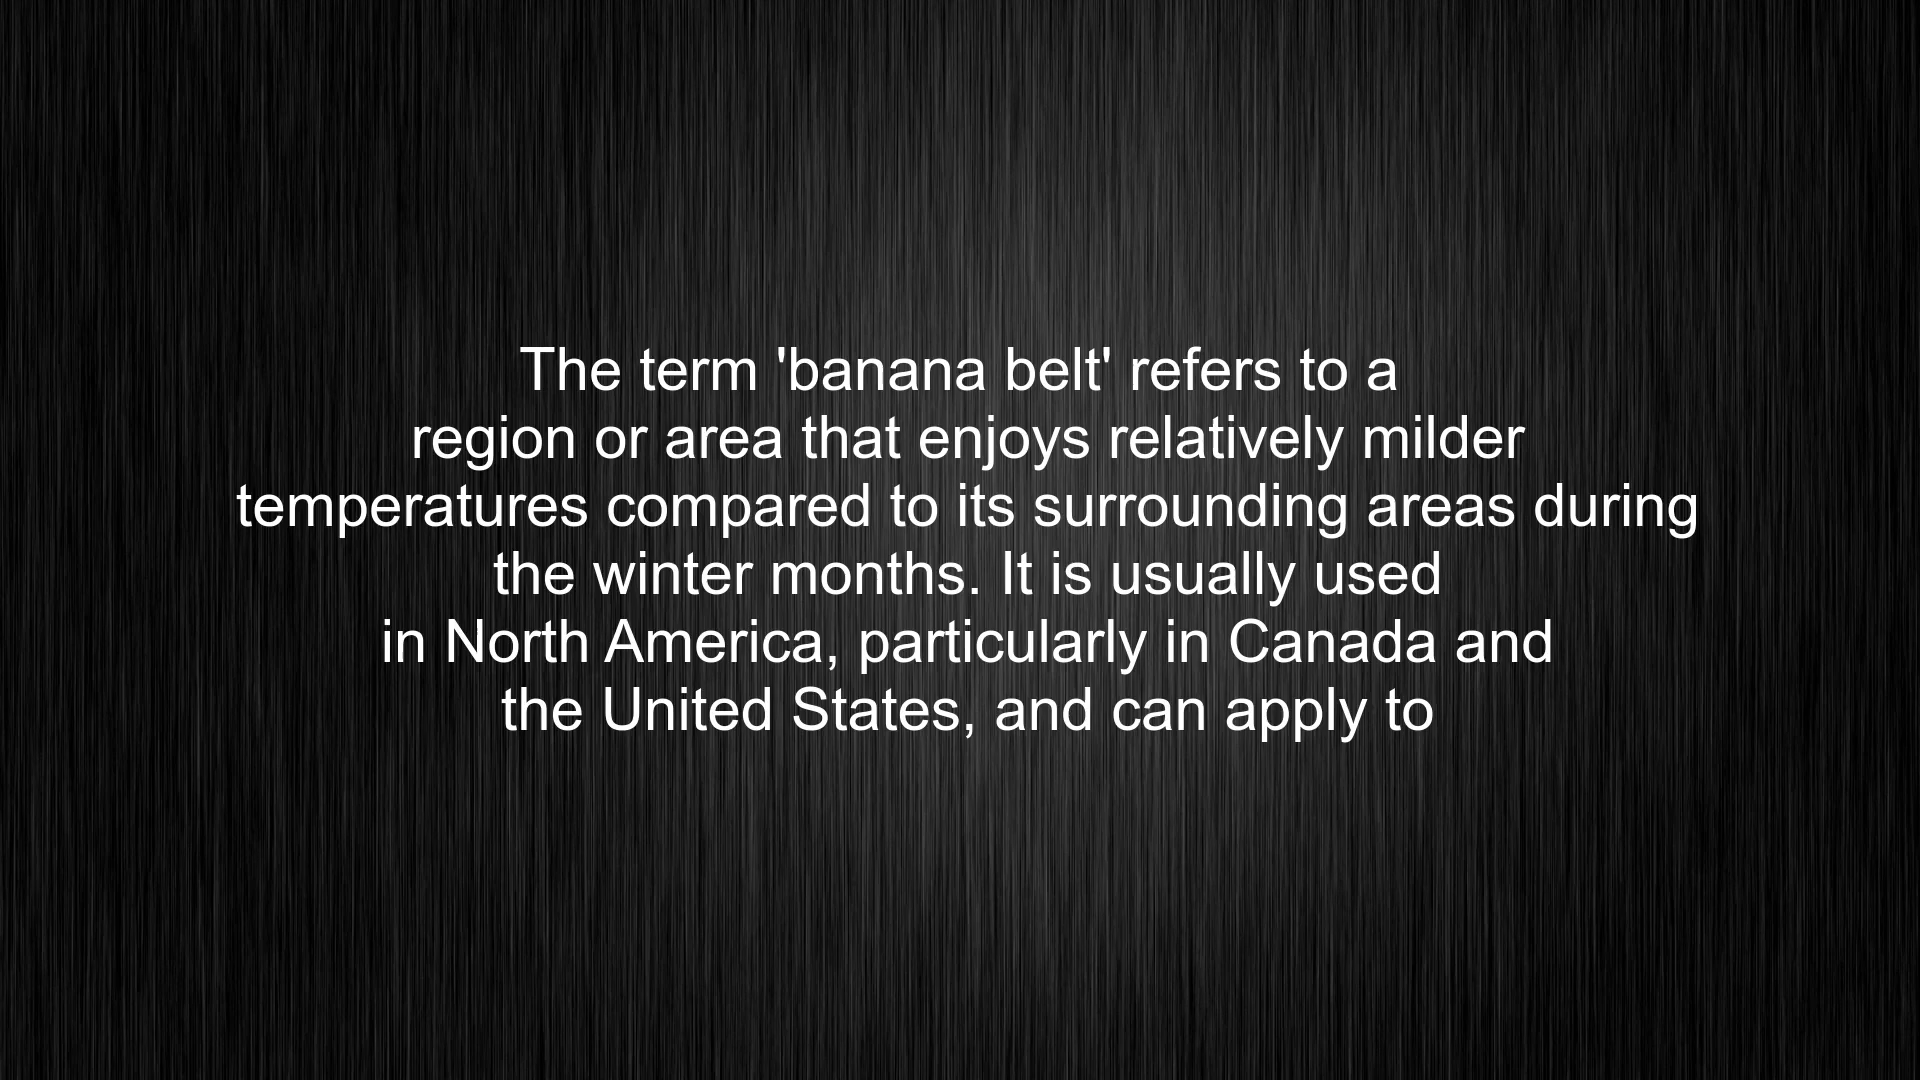 The term 'banana belt' refers to a
region or area that enjoys relatively milder
temperatures compared to its surrounding areas during
the winter months. It is usually used
in North America, particularly in Canada and
the United States, and can apply to